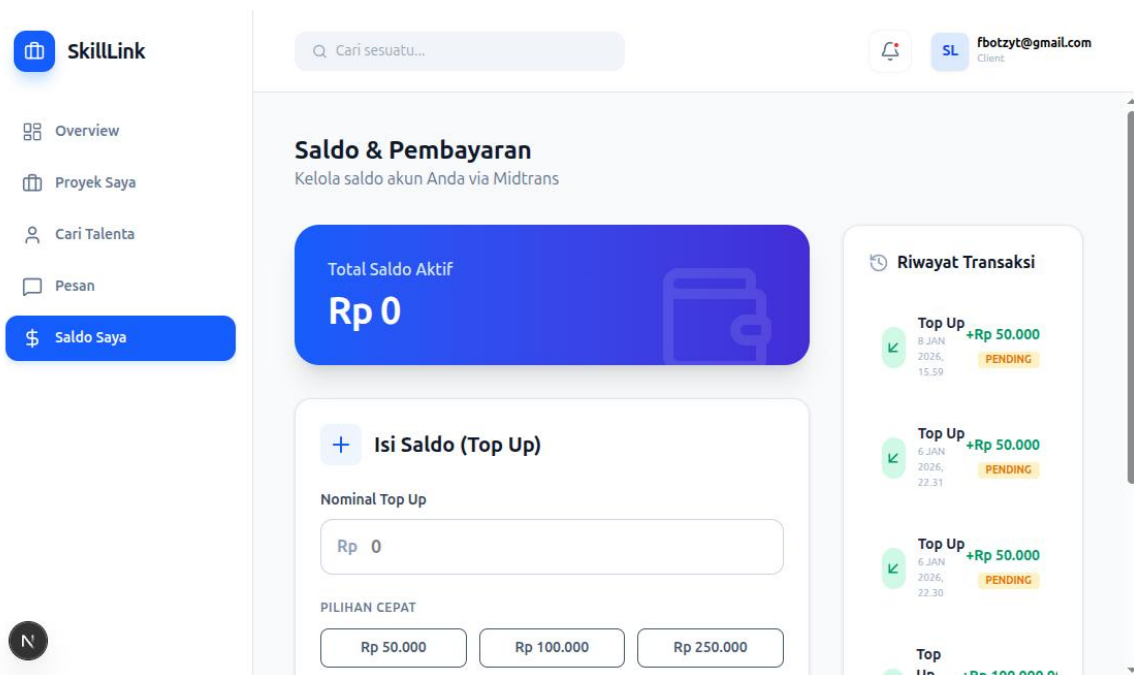 SkillLink
Cari sesuatu...
SL
fbotzyt@gmail.com
Client
Overview
Proyek Saya
Cari Talenta
Pesan
Saldo Saya
N
Saldo & Pembayaran
Kelola saldo akun Anda via Midtrans
Total Saldo Aktif
Rp 0
Isi Saldo (Top Up)
Nominal Top Up
Rp 0
PILIHAN CEPAT
Rp 50.000
Rp 100.000
Rp 250.000
Riwayat Transaksi
Top Up
8 JAN
2026,
15.59
+Rp 50.000
PENDING
Top Up
6 JAN
2026,
22.31
+Rp 50.000
PENDING
Top Up
6 JAN
2026,
22.30
+Rp 50.000
PENDING
Top
Up